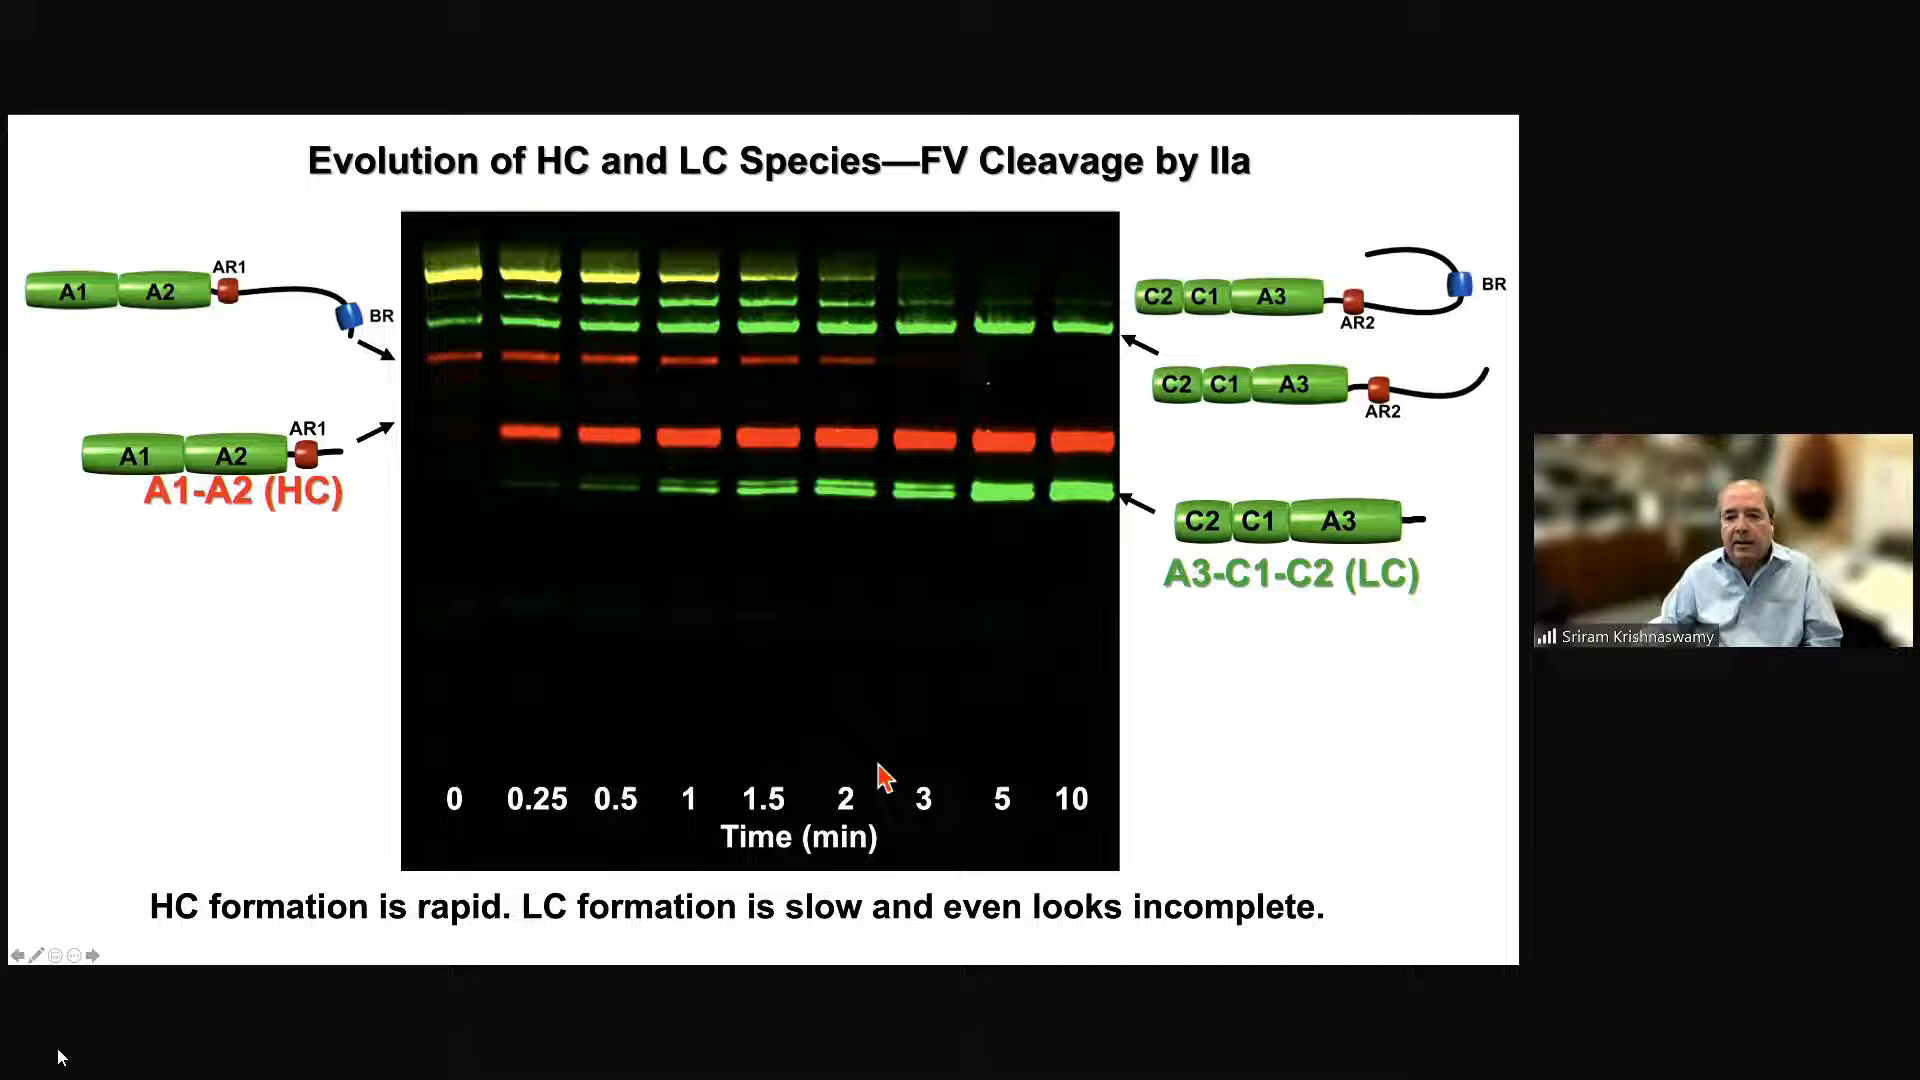 Evolution of HC and LC Species—FV Cleavage by IIa
A1 A2 AR1 BR
A1 A2 AR1
A1-A2 (HC)
C2 C1 A3 AR2 BR
C2 C1 A3 AR2
C2 C1 A3
A3-C1-C2 (LC)
0 0.25 0.5 1 1.5 2 3 5 10
Time (min)
HC formation is rapid. LC formation is slow and even looks incomplete.
Sriram Krishnaswamy